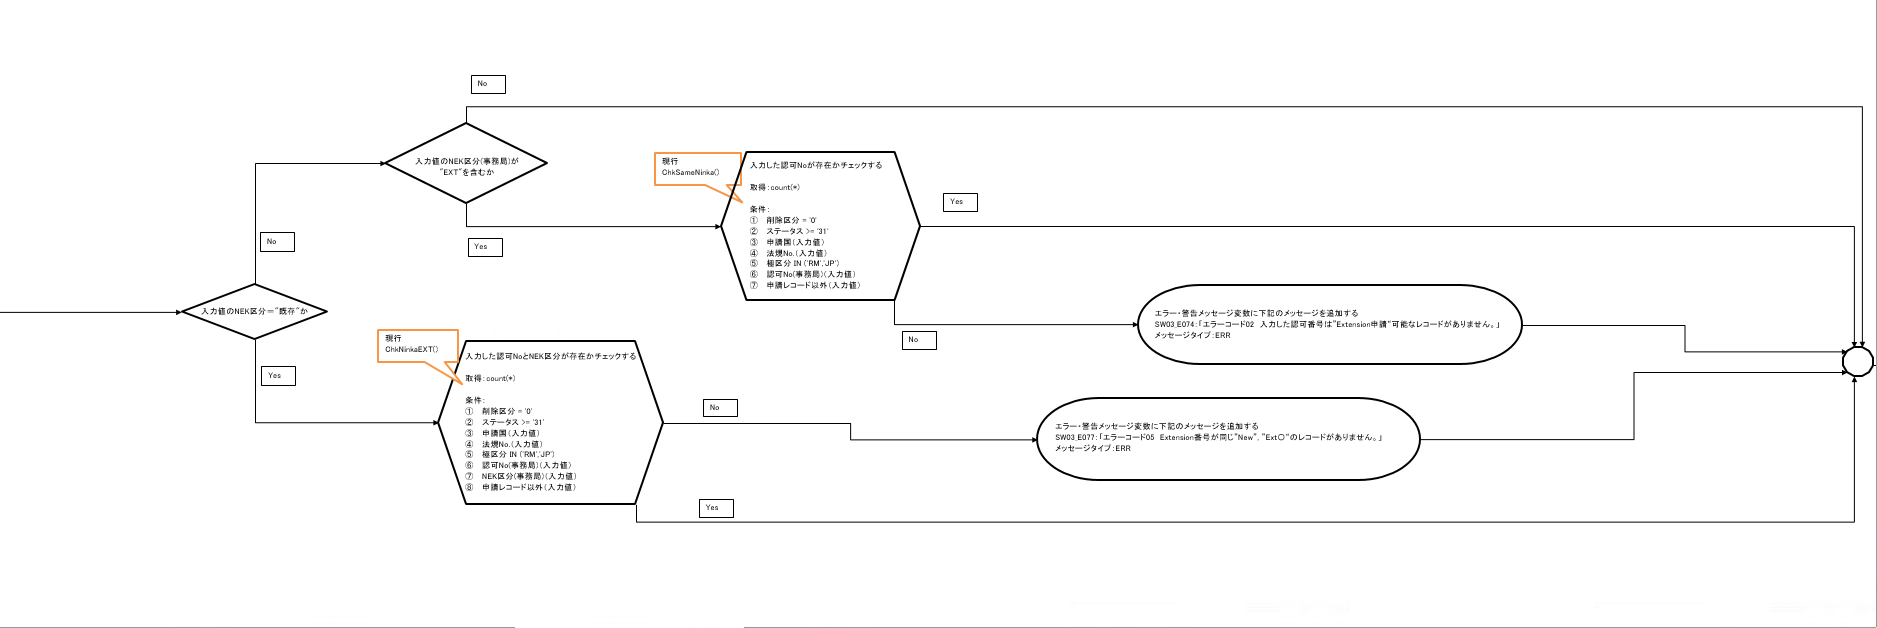 No
入力値のNEK区分(事務局)が
"EXT"を含むか
現行
ChkSameNinka()
入力した認可Noが存在かチェックする
取得：count(*)
条件：
① 削除区分 = '0'
② ステータス >= '31'
③ 申請国(入力値)
④ 法規No.(入力値)
⑤ 極区分 IN ('RM','JP')
⑥ 認可No(事務局)(入力値)
⑦ 申請レコード以外(入力値)
Yes
No
Yes
入力値のNEK区分＝"既存"か
エラー・警告メッセージ変数に下記のメッセージを追加する
SW03_E074：「エラーコード02 入力した認可番号は"Extension申請"可能なレコードがありません。」
メッセージタイプ：ERR
No
現行
ChkNinkaEXT()
入力した認可NoとNEK区分が存在かチェックする
取得：count(*)
条件：
① 削除区分 = '0'
② ステータス >= '31'
③ 申請国(入力値)
④ 法規No.(入力値)
⑤ 極区分 IN ('RM','JP')
⑥ 認可No(事務局)(入力値)
⑦ NEK区分(事務局)(入力値)
⑧ 申請レコード以外(入力値)
Yes
No
エラー・警告メッセージ変数に下記のメッセージを追加する
SW03_E077：「エラーコード05 Extension番号が同じ"New"，"Ext〇"のレコードがありません。」
メッセージタイプ：ERR
Yes